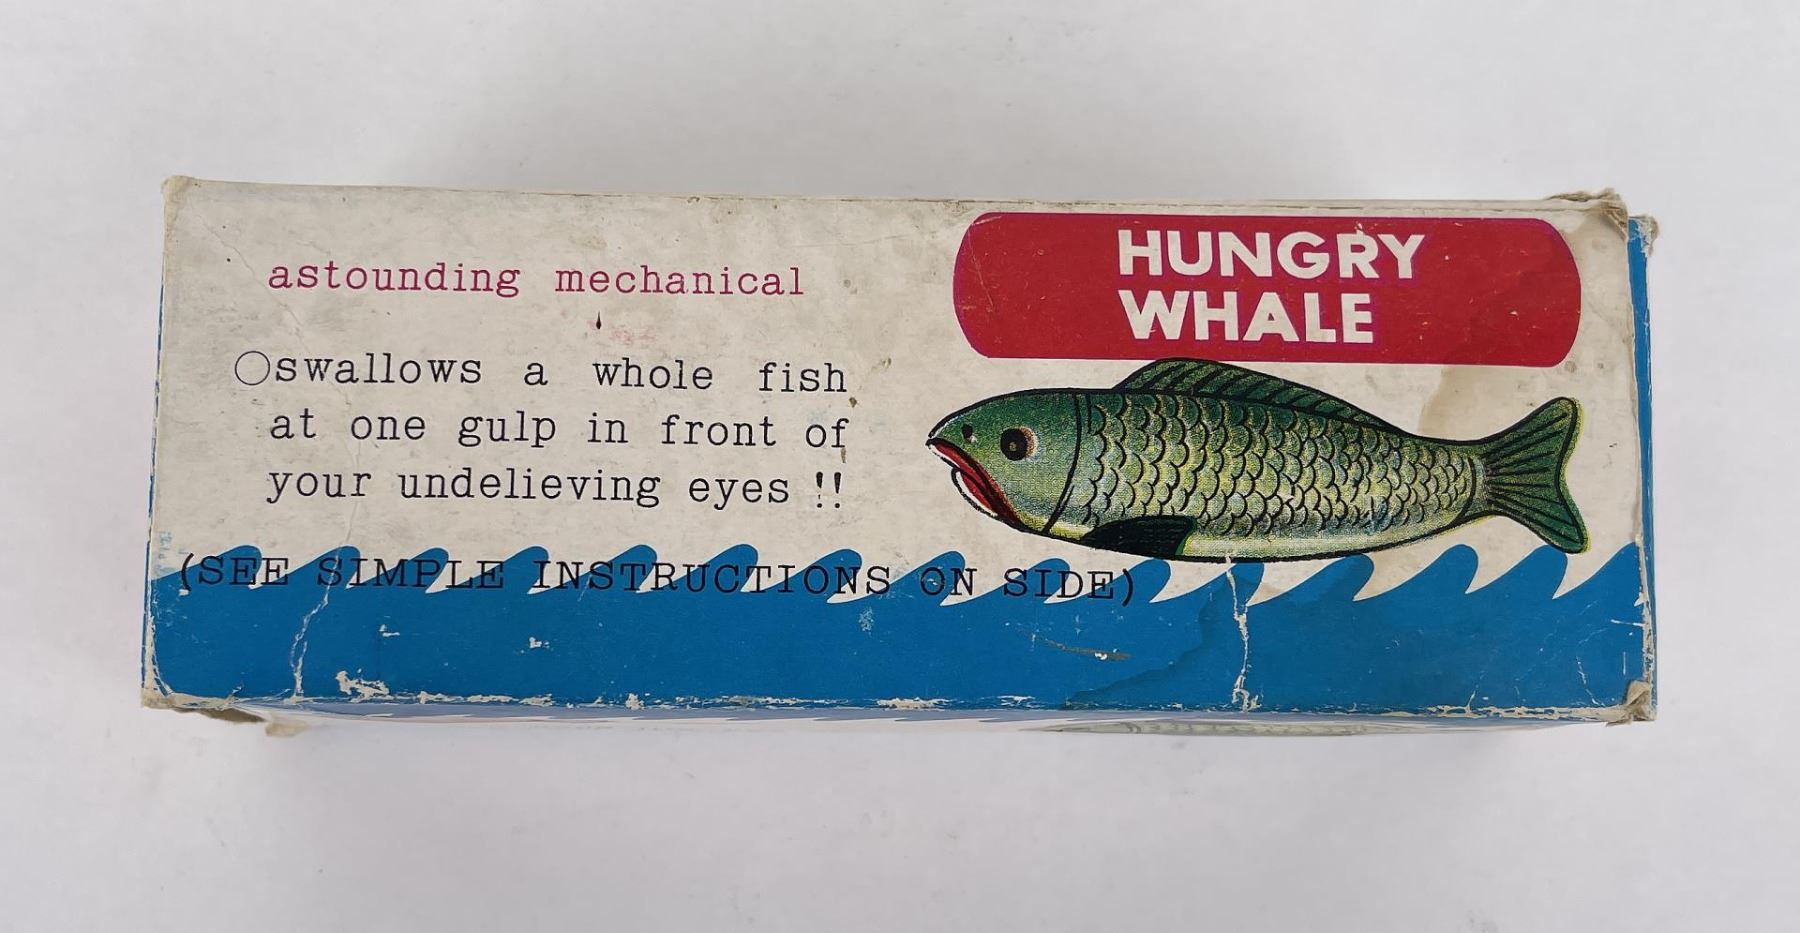 HUNGRY
WHALE
astounding mechanical
○swallows a whole fish
at one gulp in front of
your undelieving eyes !!
(SEE SIMPLE INSTRUCTIONS ON SIDE)